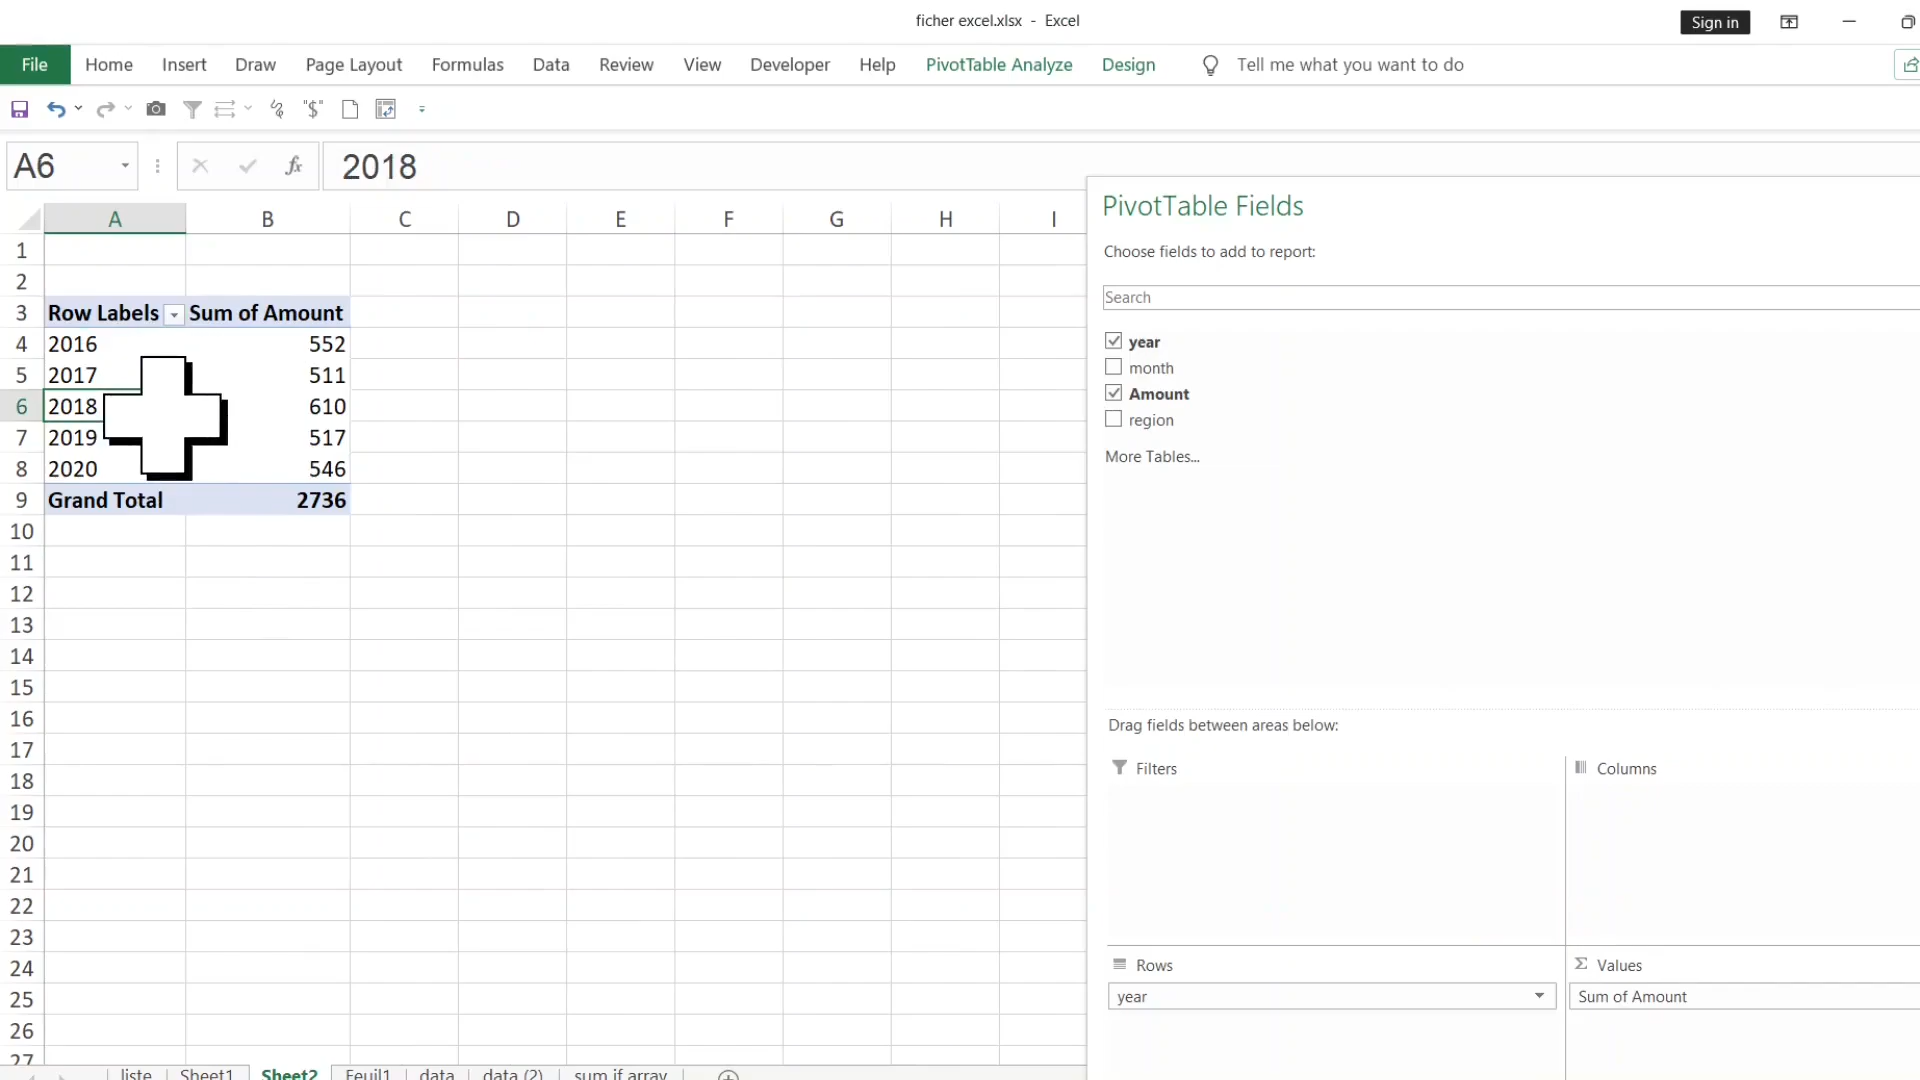 ficher excel.xlsx - Excel
Sign in
File Home Insert Draw Page Layout Formulas Data Review View Developer Help PivotTable Analyze Design Tell me what you want to do
"$"
A6 fx 2018
A B C D E F G H I
1
2
3 Row Labels Sum of Amount
4 2016 552
5 2017 511
6 2018 610
7 2019 517
8 2020 546
9 Grand Total 2736
10
11
12
13
14
15
16
17
18
19
20
21
22
23
24
25
26
27
PivotTable Fields
Choose fields to add to report:
Search
year
month
Amount
region
More Tables...
Drag fields between areas below:
Filters
Columns
Rows
Σ Values
year
Sum of Amount
liste Sheet1 Sheet2 Feuil1 data data (2) sum if array